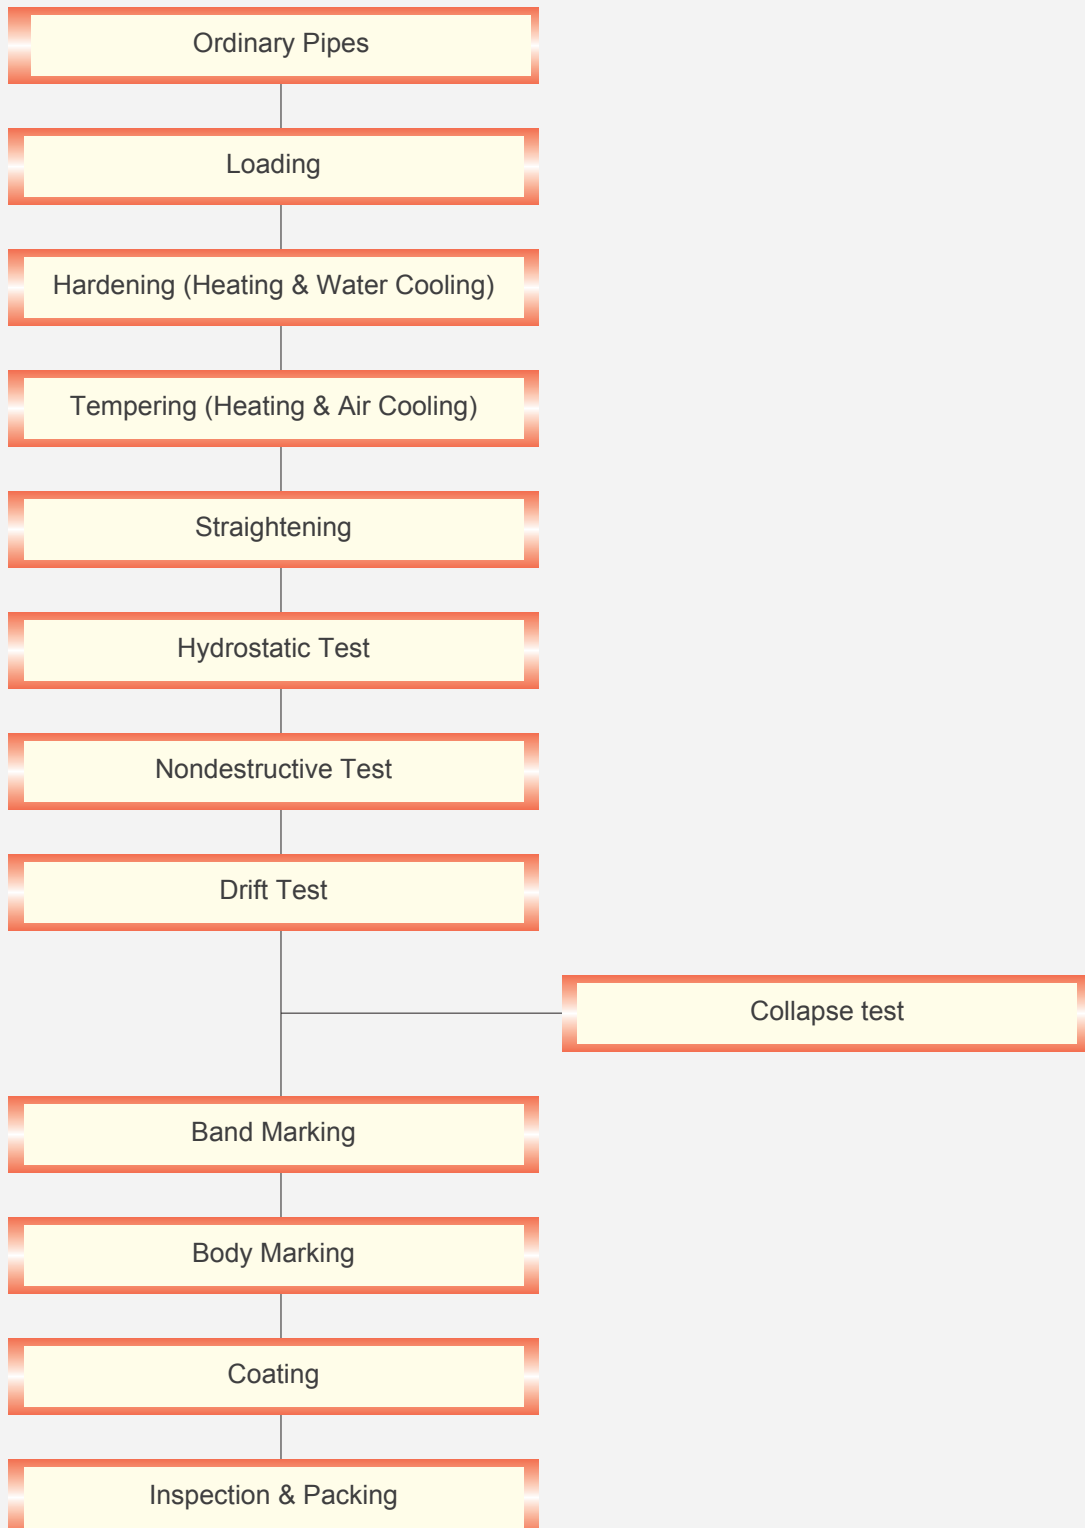 Ordinary Pipes
Loading
Hardening (Heating & Water Cooling)
Tempering (Heating & Air Cooling)
Straightening
Hydrostatic Test
Nondestructive Test
Drift Test
Collapse test
Band Marking
Body Marking
Coating
Inspection & Packing